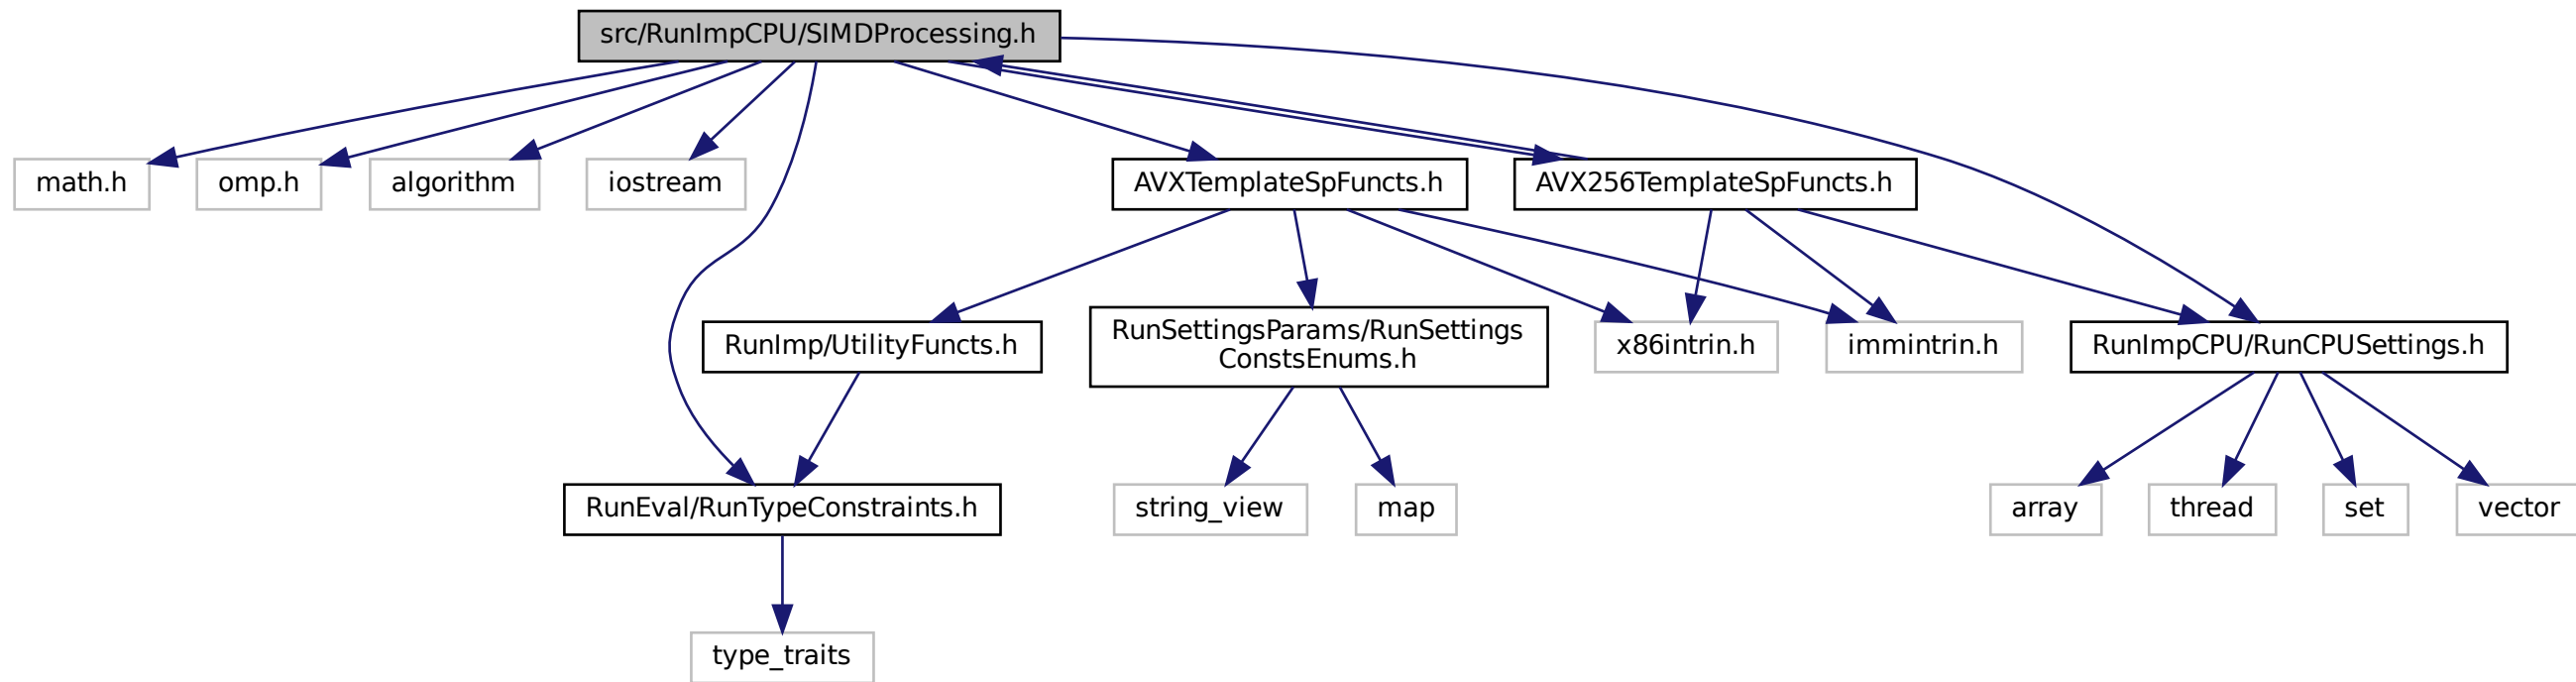 src/RunImpCPU/SIMDProcessing.h
math.h
omp.h
algorithm
iostream
AVXTemplateSpFuncts.h
AVX256TemplateSpFuncts.h
RunImp/UtilityFuncts.h
RunSettingsParams/RunSettings
ConstsEnums.h
x86intrin.h
immintrin.h
RunImpCPU/RunCPUSettings.h
RunEval/RunTypeConstraints.h
string_view
map
array
thread
set
vector
type_traits